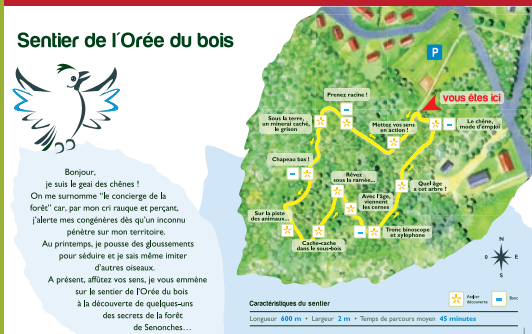 Sentier de l'Orée du bois
P
Prenez racine !
vous êtes ici
Sous la terre,
un minerai caché,
le grison
Mettez vos sens
en action !
Le chêne,
mode d'emploi
Chapeau bas !
Rêvez
sous la ramée...
Quel âge
a cet arbre ?
Avec l'âge,
viennent
les cernes
Sur la piste
des animaux...
Tronc binoscope
et xylophone
Cache-cache
dans le sous-bois
Bonjour,
je suis le geai des chênes !
On me surnomme "le concierge de la
forêt" car, par mon cri rauque et perçant,
j'alerte mes congénères dès qu'un inconnu
pénètre sur mon territoire.
Au printemps, je pousse des gloussements
pour séduire et je sais même imiter
d'autres oiseaux.
A présent, affûtez vos sens, je vous emmène
sur le sentier de l'Orée du bois
à la découverte de quelques-uns
des secrets de la forêt
de Senonches...
N
O
E
S
Caractéristiques du sentier
Atelier
découverte
Banc
Longueur 600 m • Largeur 2 m • Temps de parcours moyen 45 minutes